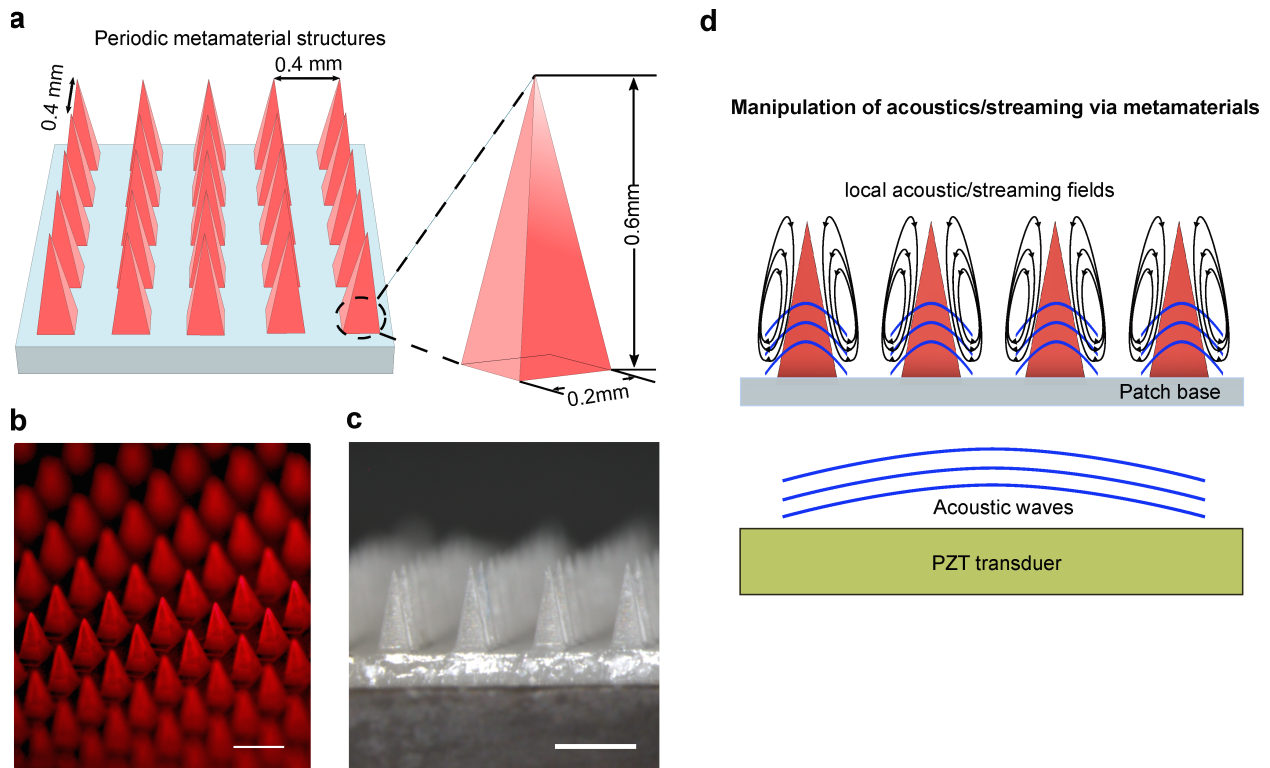 a
Periodic metamaterial structures
0.4 mm
0.4 mm
0.6mm
0.2mm
b
c
d
Manipulation of acoustics/streaming via metamaterials
local acoustic/streaming fields
Patch base
Acoustic waves
PZT transduer